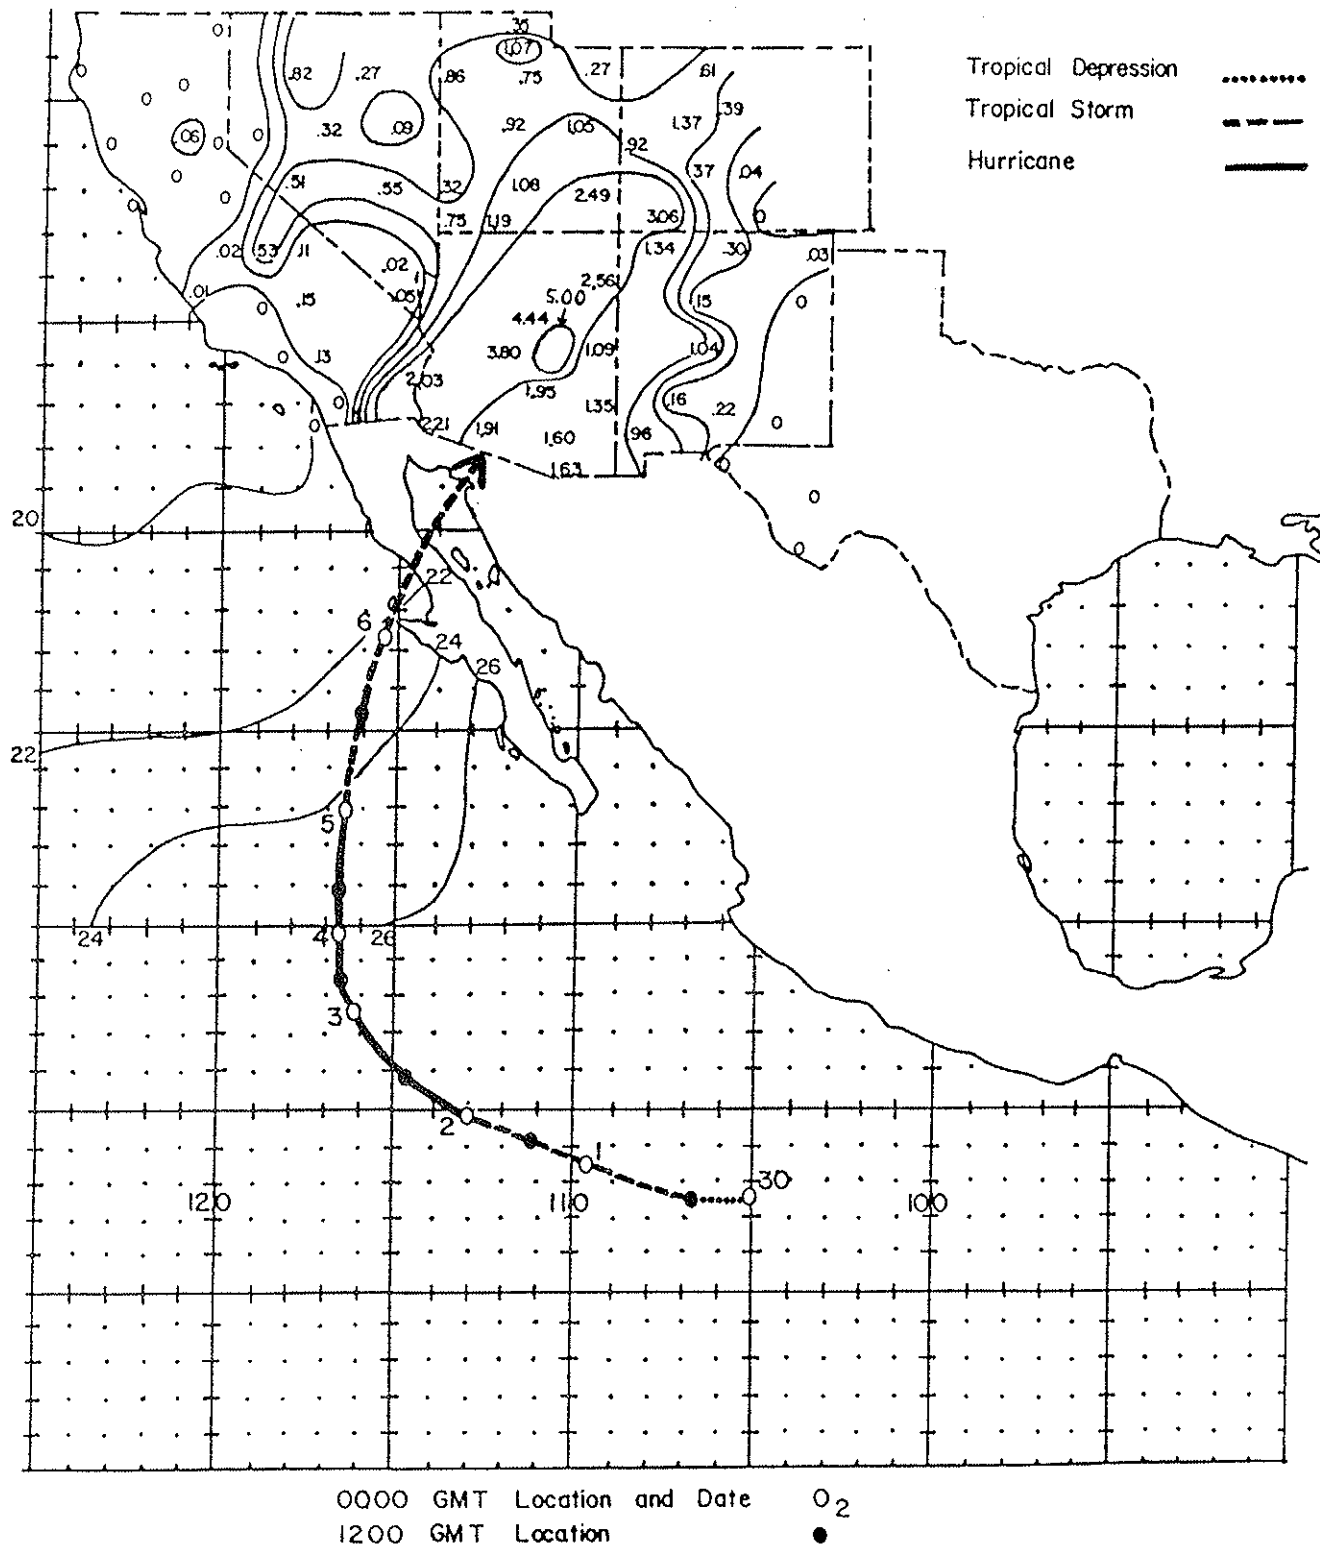 .35
0
1.07
.82 .27 .86 .75 .27 .61
0
0 0
.39
.06 0 0 .32 .09 .92 1.05 1.37
0
.92
0 .51 .55 .32 1.08 .37 .04
0 2.49
0 .75 1.19 3.06 0
.02 .53 .11 1.34 .30 .03
.02
.01 .15 .05 5.00 2.56 .15 0
0
4.44
0 .13 3.80 1.09 1.04
2.03 1.95
0 1.35 .16 .22
0 2.21 1.91 1.60 .96 0
1.63 0
0
0
Tropical Depression
Tropical Storm
Hurricane
20
22
6
24
26
22
5
24 4 26
3
2
1
120 110 30 100
0000 GMT Location and Date O2
1200 GMT Location